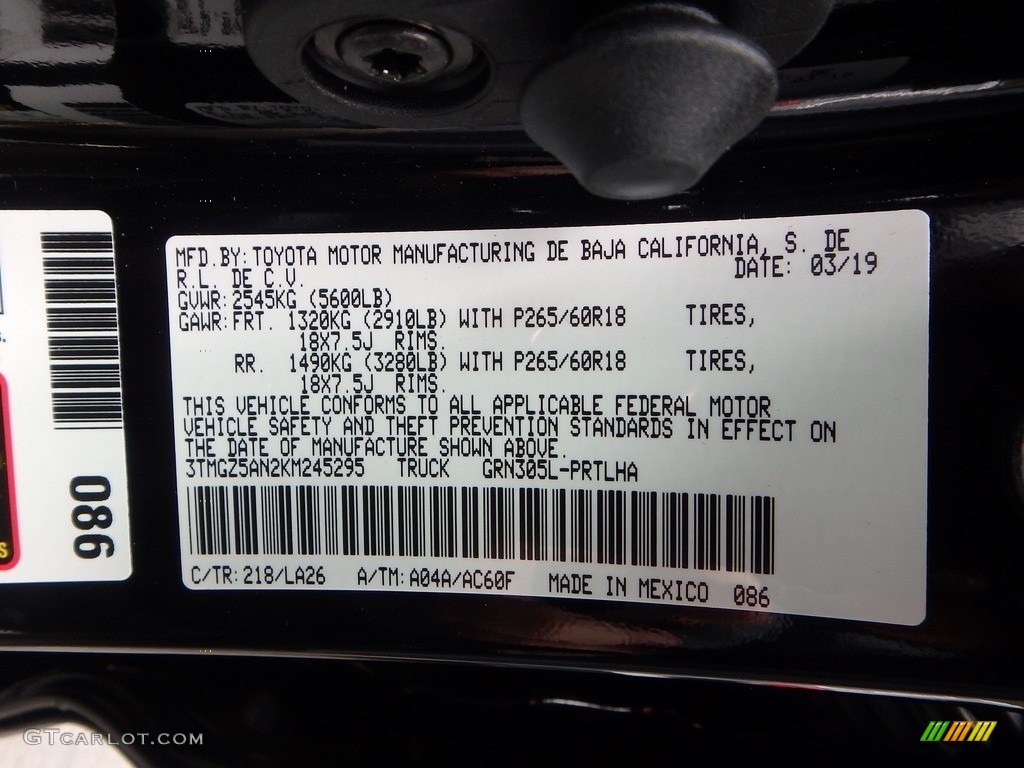 MFD.BY:TOYOTA MOTOR MANUFACTURING DE BAJA CALIFORNIA, S. DE
R.L. DE C.V.
DATE: 03/19
GVWR:2545KG (5600LB)
GAWR:FRT. 1320KG (2910LB) WITH P265/60R18 TIRES,
18X7.5J RIMS.
RR. 1490KG (3280LB) WITH P265/60R18 TIRES,
18X7.5J RIMS.
THIS VEHICLE CONFORMS TO ALL APPLICABLE FEDERAL MOTOR
VEHICLE SAFETY AND THEFT PREVENTION STANDARDS IN EFFECT ON
THE DATE OF MANUFACTURE SHOWN ABOVE.
3TMGZ5AN2KM245295 TRUCK GRN305L-PRTLHA
C/TR:218/LA26 A/TM:A04A/AC60F MADE IN MEXICO 086
086
GTCARLOT.COM